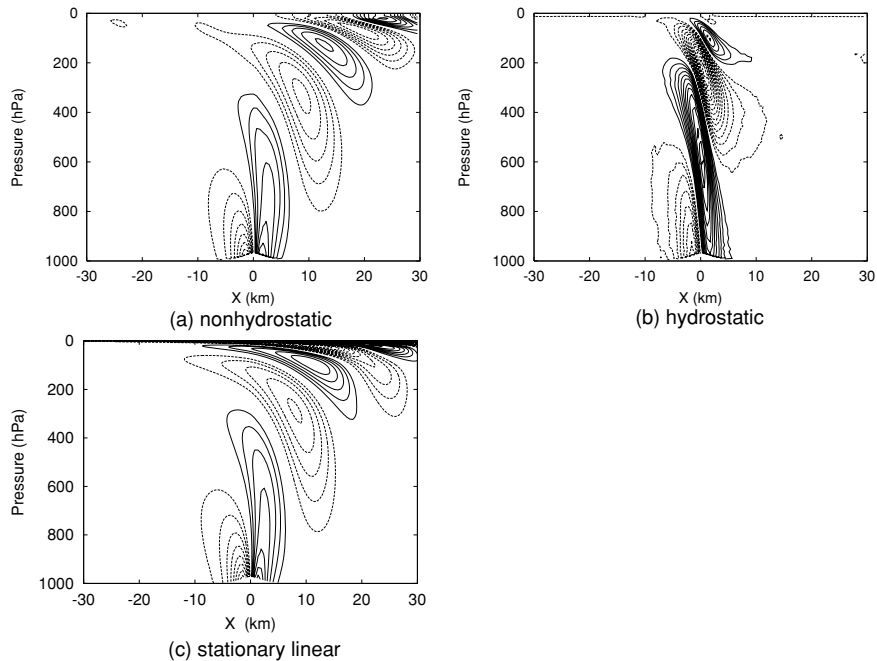 0
200
400
600
800
1000
Pressure (hPa)
-30 -20 -10 0 10 20 30
X (km)
(a) nonhydrostatic
0
200
400
600
800
1000
Pressure (hPa)
-30 -20 -10 0 10 20 30
X (km)
(b) hydrostatic
0
200
400
600
800
1000
Pressure (hPa)
-30 -20 -10 0 10 20 30
X (km)
(c) stationary linear